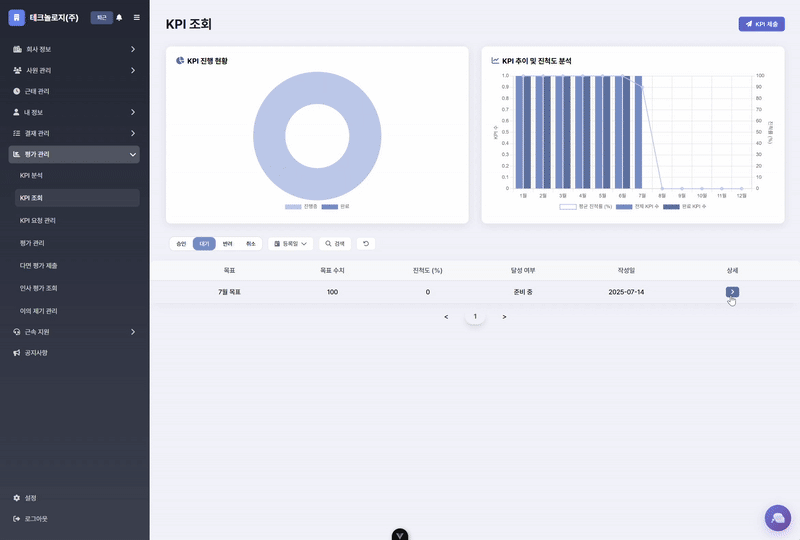 테크놀로지(주)
퇴근
회사 정보
사원 관리
근태 관리
내 정보
결재 관리
평가 관리
KPI 분석
KPI 조회
KPI 요청 관리
평가 관리
다면 평가 제출
인사 평가 조회
이의 제기 관리
근속 지원
공지사항
설정
로그아웃
KPI 조회
KPI 제출
KPI 진행 현황
진행중 완료
KPI 추이 및 진척도 분석
KPI 수
1.0
0.9
0.8
0.7
0.6
0.5
0.4
0.3
0.2
0.1
0
100
90
80
70
60
50
40
30
20
10
0
진척률 (%)
1월 2월 3월 4월 5월 6월 7월 8월 9월 10월 11월 12월
평균 진척률 (%) 전체 KPI 수 완료 KPI 수
승인 대기 반려 취소 등록일 검색
목표 목표 수치 진척도 (%) 달성 여부 작성일 상세
7월 목표 100 0 준비 중 2025-07-14
< 1 >